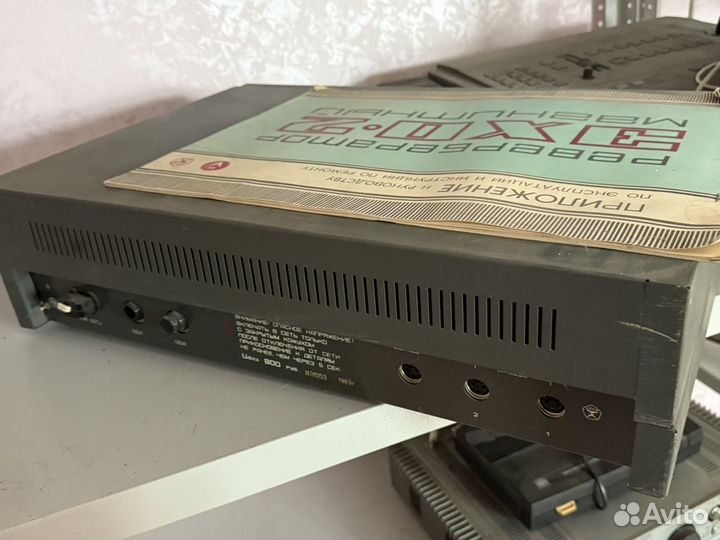 МАГНИТНЫЙ
ЭХО·2
Ревербератор
ПРИЛОЖЕНИЕ К РУКОВОДСТВУ
ПО ЭКСПЛУАТАЦИИ И ИНСТРУКЦИИ ПО РЕМОНТУ
ВНИМАНИЕ! ОПАСНОЕ НАПРЯЖЕНИЕ!
ВКЛЮЧАТЬ В СЕТЬ ТОЛЬКО
С ЗАКРЫТЫМ КОЖУХОМ
ПОСЛЕ ОТКЛЮЧЕНИЯ ОТ СЕТИ
ПРИКОСНОВЕНИЕ К ДЕТАЛЯМ
НЕ РАНЕЕ, ЧЕМ ЧЕРЕЗ 5 СЕК
ЦЕНА 800 РУБ
1989г
2
1
Avito